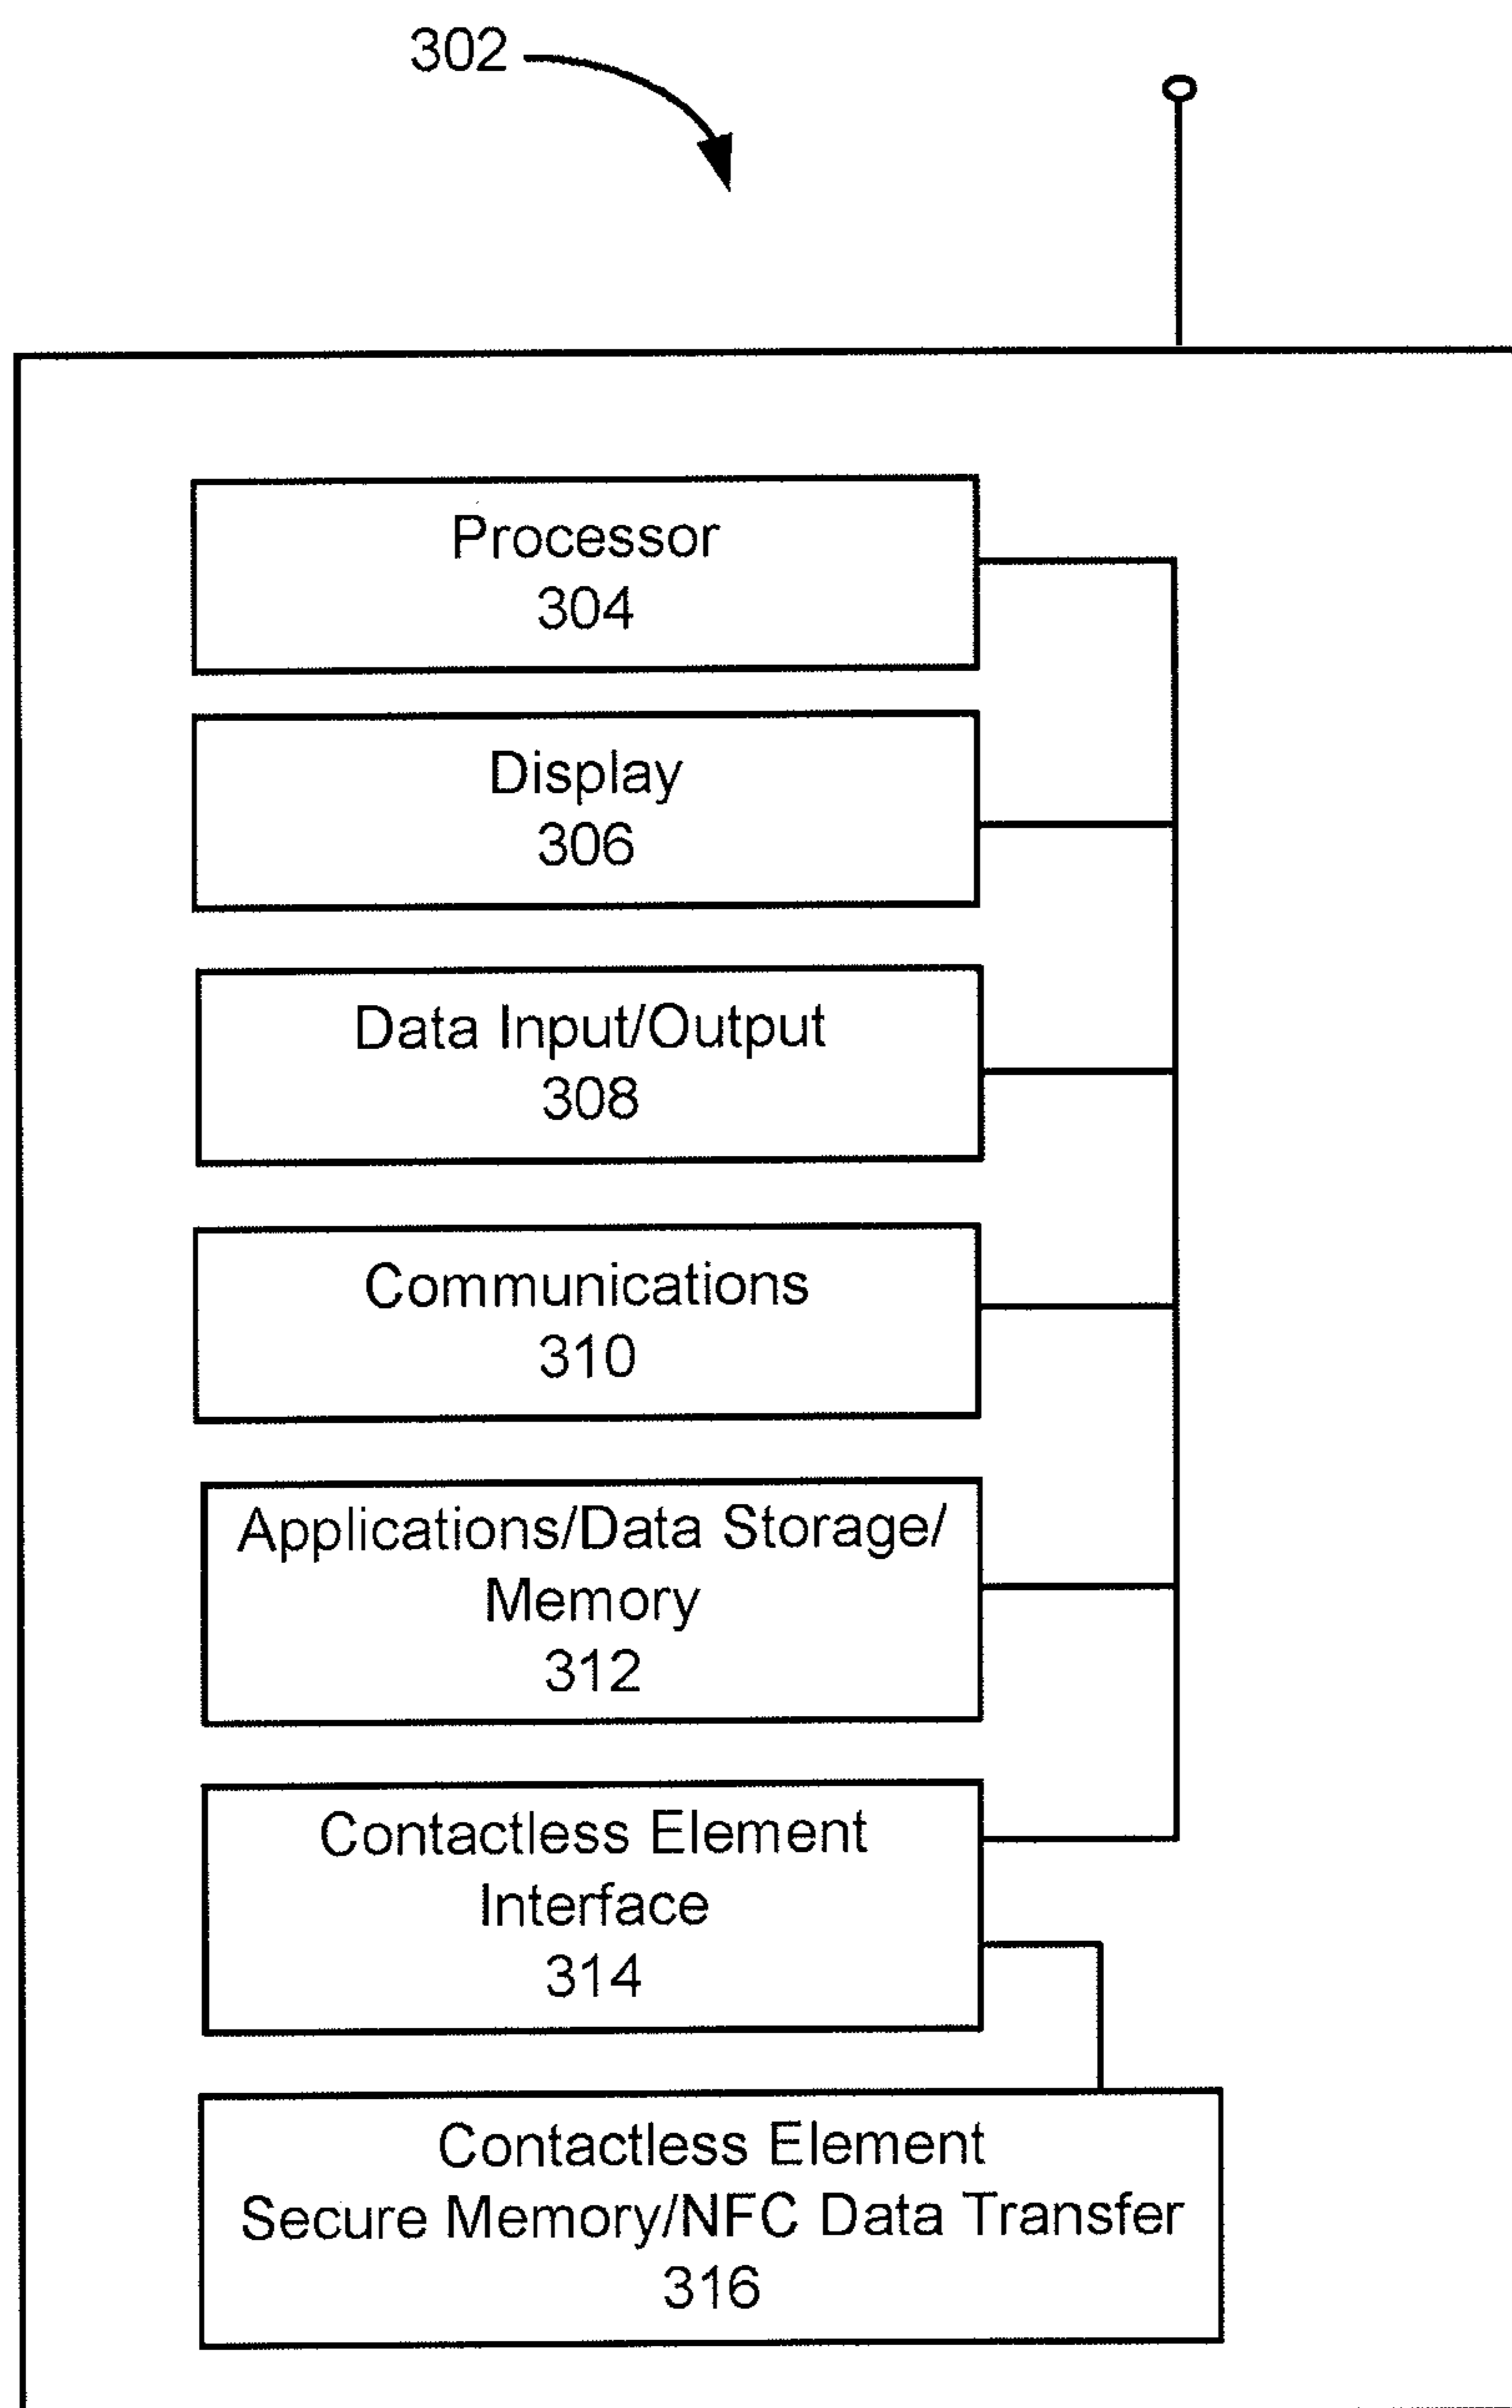 302
Processor
304
Display
306
Data Input/Output
308
Communications
310
Applications/Data Storage/
Memory
312
Contactless Element
Interface
314
Contactless Element
Secure Memory/NFC Data Transfer
316